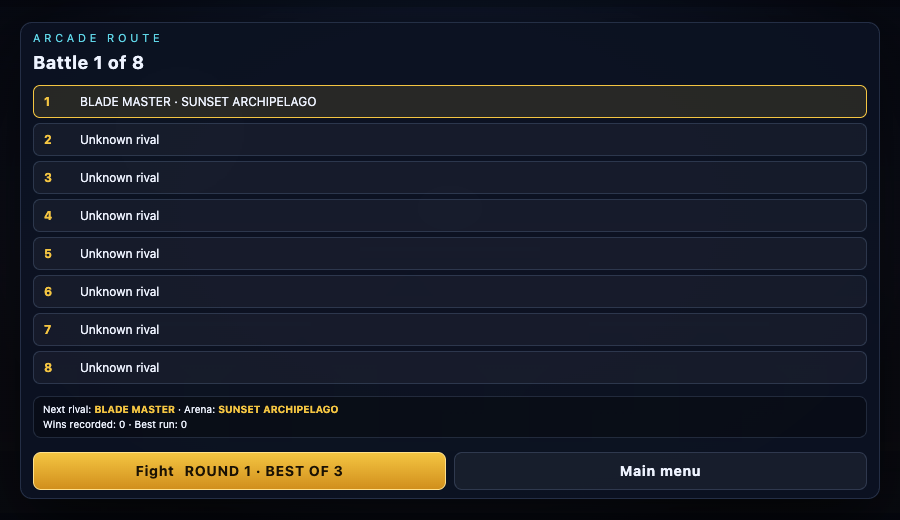 ARCADE ROUTE
Battle 1 of 8
1 BLADE MASTER · SUNSET ARCHIPELAGO
2 Unknown rival
3 Unknown rival
4 Unknown rival
5 Unknown rival
6 Unknown rival
7 Unknown rival
8 Unknown rival
Next rival: BLADE MASTER · Arena: SUNSET ARCHIPELAGO
Wins recorded: 0 · Best run: 0
Fight ROUND 1 · BEST OF 3
Main menu